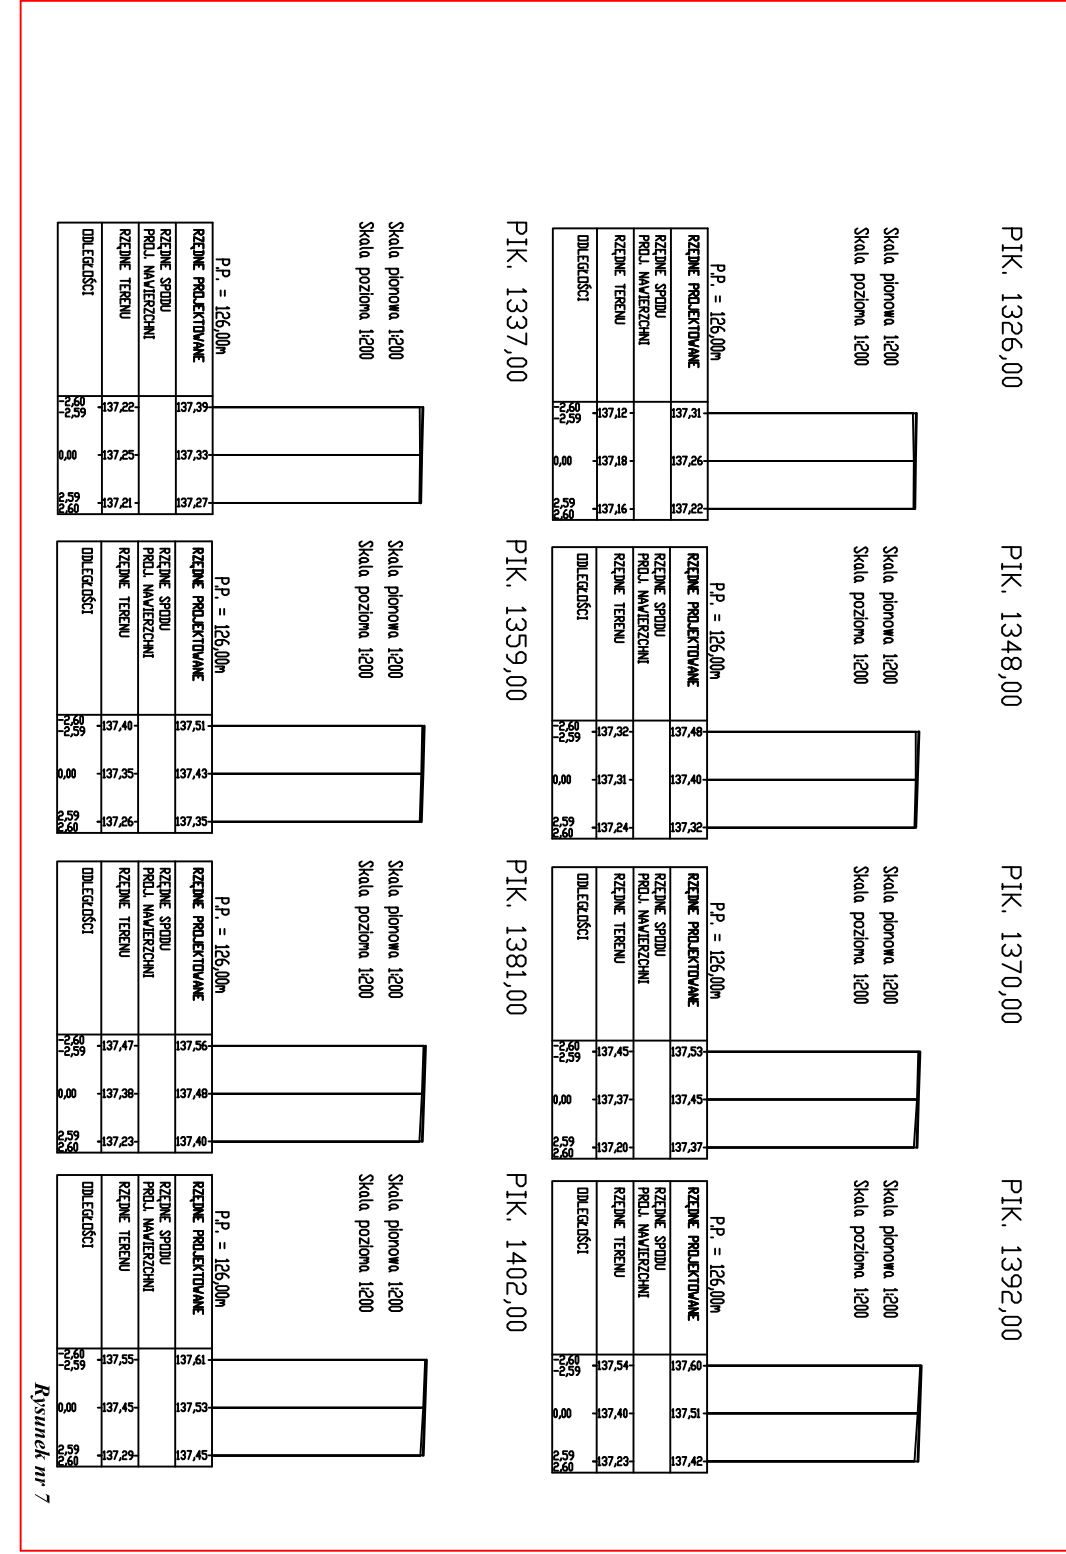 PIK. 1326,00
Skala pionowa 1:200
Skala pozioma 1:200
P.P. = 126,00m
RZĘDNE PROJEKTOWANE 137,31 137,26 137,22
RZĘDNE SPODU
PROJ. NAWIERZCHNI
RZĘDNE TERENU 137,12 137,18 137,16
ODLEGŁOŚCI -2,60 -2,59 0,00 2,59 2,60
PIK. 1348,00
Skala pionowa 1:200
Skala pozioma 1:200
P.P. = 126,00m
RZĘDNE PROJEKTOWANE 137,48 137,40 137,32
RZĘDNE SPODU
PROJ. NAWIERZCHNI
RZĘDNE TERENU 137,32 137,31 137,24
ODLEGŁOŚCI -2,60 -2,59 0,00 2,59 2,60
PIK. 1370,00
Skala pionowa 1:200
Skala pozioma 1:200
P.P. = 126,00m
RZĘDNE PROJEKTOWANE 137,53 137,45 137,37
RZĘDNE SPODU
PROJ. NAWIERZCHNI
RZĘDNE TERENU 137,45 137,37 137,20
ODLEGŁOŚCI -2,60 -2,59 0,00 2,59 2,60
PIK. 1392,00
Skala pionowa 1:200
Skala pozioma 1:200
P.P. = 126,00m
RZĘDNE PROJEKTOWANE 137,60 137,51 137,42
RZĘDNE SPODU
PROJ. NAWIERZCHNI
RZĘDNE TERENU 137,54 137,40 137,23
ODLEGŁOŚCI -2,60 -2,59 0,00 2,59 2,60
PIK. 1337,00
Skala pionowa 1:200
Skala pozioma 1:200
P.P. = 126,00m
RZĘDNE PROJEKTOWANE 137,39 137,33 137,27
RZĘDNE SPODU
PROJ. NAWIERZCHNI
RZĘDNE TERENU 137,22 137,25 137,21
ODLEGŁOŚCI -2,60 -2,59 0,00 2,59 2,60
PIK. 1359,00
Skala pionowa 1:200
Skala pozioma 1:200
P.P. = 126,00m
RZĘDNE PROJEKTOWANE 137,51 137,43 137,35
RZĘDNE SPODU
PROJ. NAWIERZCHNI
RZĘDNE TERENU 137,40 137,35 137,26
ODLEGŁOŚCI -2,60 -2,59 0,00 2,59 2,60
PIK. 1381,00
Skala pionowa 1:200
Skala pozioma 1:200
P.P. = 126,00m
RZĘDNE PROJEKTOWANE 137,56 137,48 137,40
RZĘDNE SPODU
PROJ. NAWIERZCHNI
RZĘDNE TERENU 137,47 137,38 137,23
ODLEGŁOŚCI -2,60 -2,59 0,00 2,59 2,60
PIK. 1402,00
Skala pionowa 1:200
Skala pozioma 1:200
P.P. = 126,00m
RZĘDNE PROJEKTOWANE 137,61 137,53 137,45
RZĘDNE SPODU
PROJ. NAWIERZCHNI
RZĘDNE TERENU 137,55 137,45 137,29
ODLEGŁOŚCI -2,60 -2,59 0,00 2,59 2,60
Rysunek nr 7